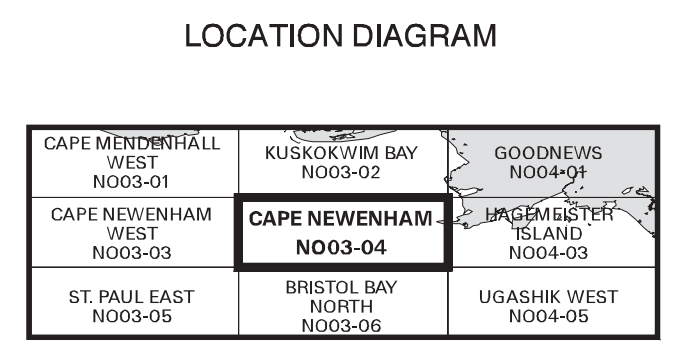 LOCATION DIAGRAM
CAPE MENDENHALL
WEST
NO03-01
KUSKOKWIM BAY
NO03-02
GOODNEWS
NO04-01
CAPE NEWENHAM
WEST
NO03-03
CAPE NEWENHAM
NO03-04
HAGEMEISTER
ISLAND
NO04-03
ST. PAUL EAST
NO03-05
BRISTOL BAY
NORTH
NO03-06
UGASHIK WEST
NO04-05